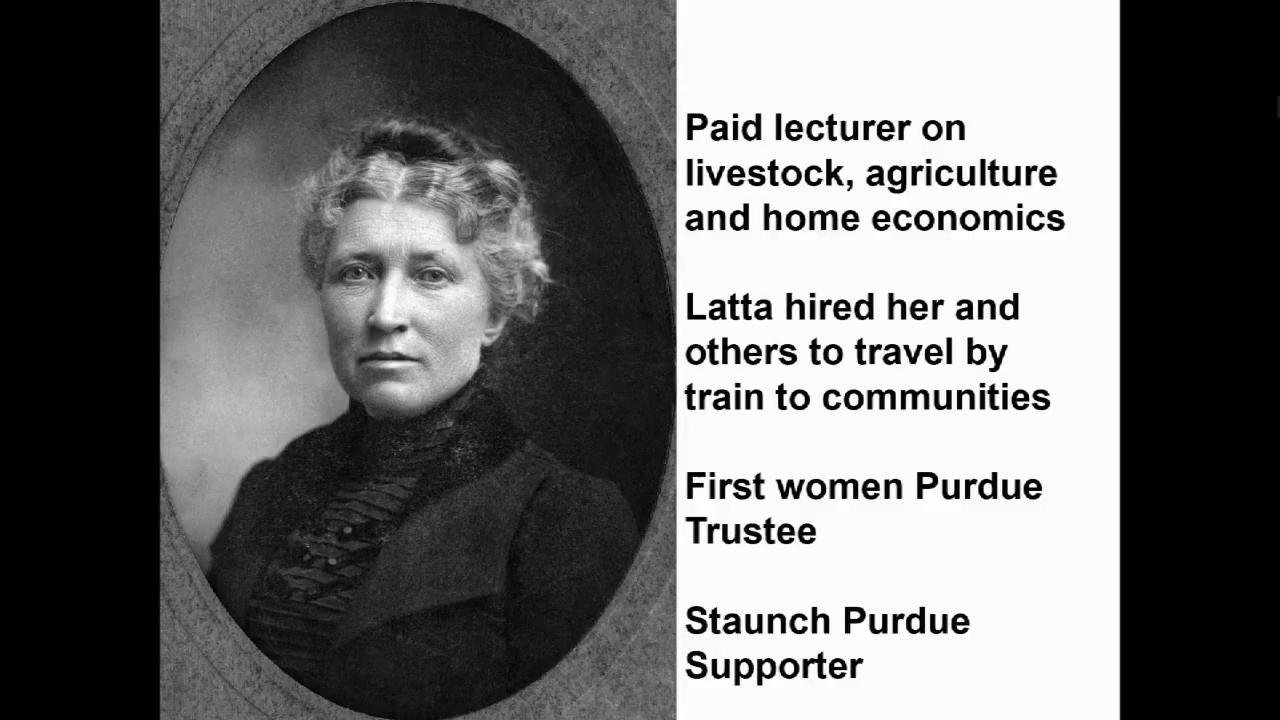 Paid lecturer on
livestock, agriculture
and home economics
Latta hired her and
others to travel by
train to communities
First women Purdue
Trustee
Staunch Purdue
Supporter